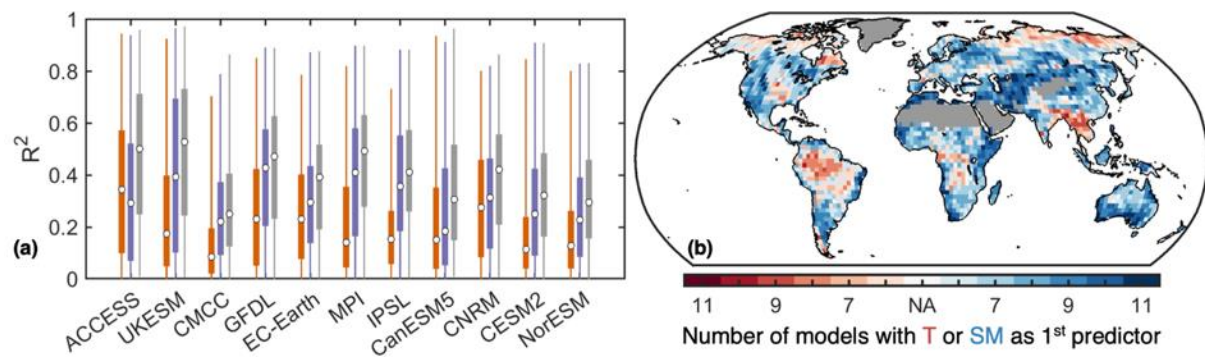 1
0.8
0.6
0.4
0.2
0
R²
(a)
ACCESS
UKESM
CMCC
GFDL
EC-Earth
MPI
IPSL
CanESM5
CNRM
CESM2
NorESM
(b)
11 9 7 NA 7 9 11
Number of models with T or SM as 1st predictor